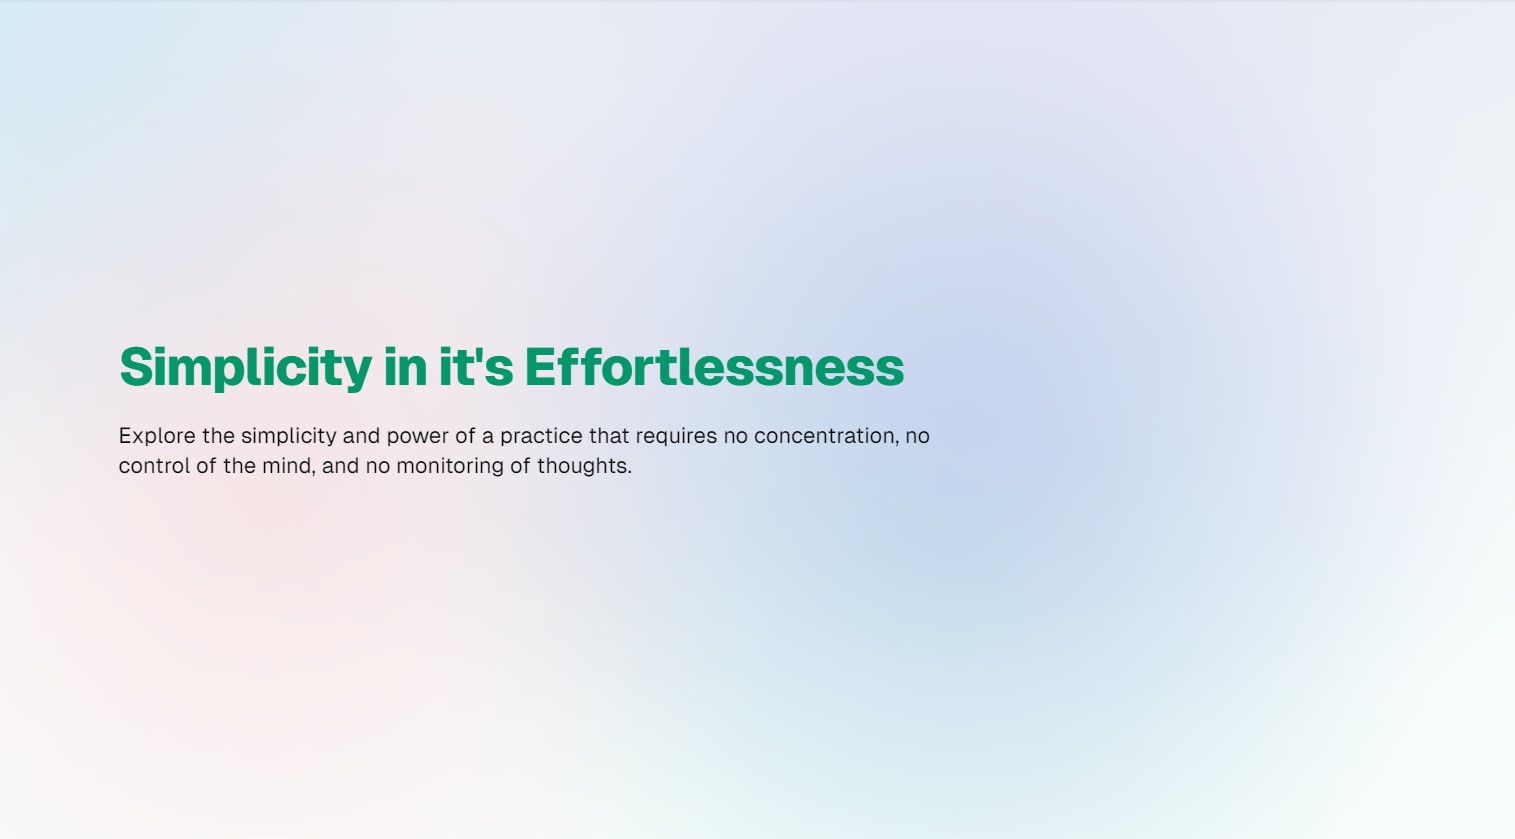 Simplicity in it's Effortlessness
Explore the simplicity and power of a practice that requires no concentration, no
control of the mind, and no monitoring of thoughts.